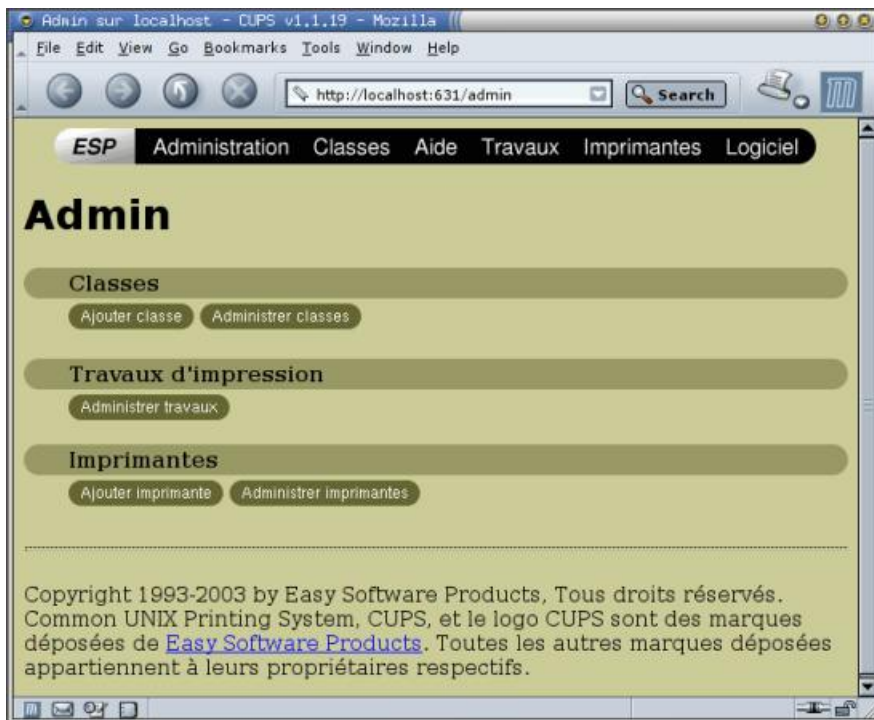 Admin sur localhost - CUPS v1.1.19 - Mozilla
File Edit View Go Bookmarks Tools Window Help
http://localhost:631/admin Search
ESP Administration Classes Aide Travaux Imprimantes Logiciel
Admin
Classes
Ajouter classe Administrer classes
Travaux d'impression
Administrer travaux
Imprimantes
Ajouter imprimante Administrer imprimantes
Copyright 1993-2003 by Easy Software Products, Tous droits réservés.
Common UNIX Printing System, CUPS, et le logo CUPS sont des marques
déposées de Easy Software Products. Toutes les autres marques déposées
appartiennent à leurs propriétaires respectifs.